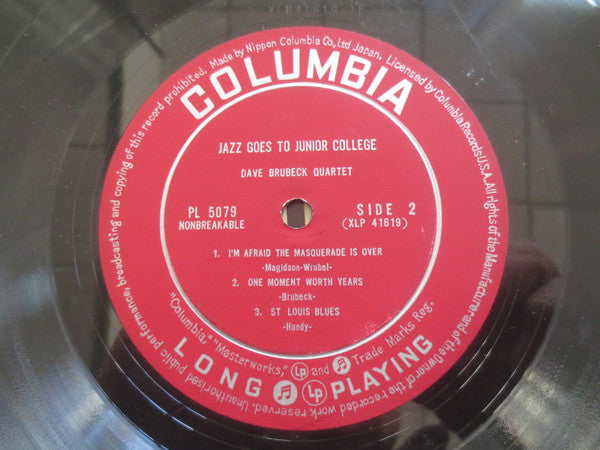 COLUMBIA
JAZZ GOES TO JUNIOR COLLEGE
DAVE BRUBECK QUARTET
PL 5079
NONBREAKABLE
SIDE 2
(XLP 41619)
1. I'M AFRAID THE MASQUERADE IS OVER
-Magidson-Wrubel-
2. ONE MOMENT WORTH YEARS
-Brubeck-
3. ST LOUIS BLUES
-Handy-
"Columbia," "Masterworks," Lp and Trade Marks Reg.
LONG Lp PLAYING
Made by Nippon Columbia Co., Ltd Japan. Licensed by Columbia Records U.S.A. All rights of the Manufacturer and of the Owner of the recorded work reserved. Unauthorised public performance, broadcasting and copying of this record prohibited.